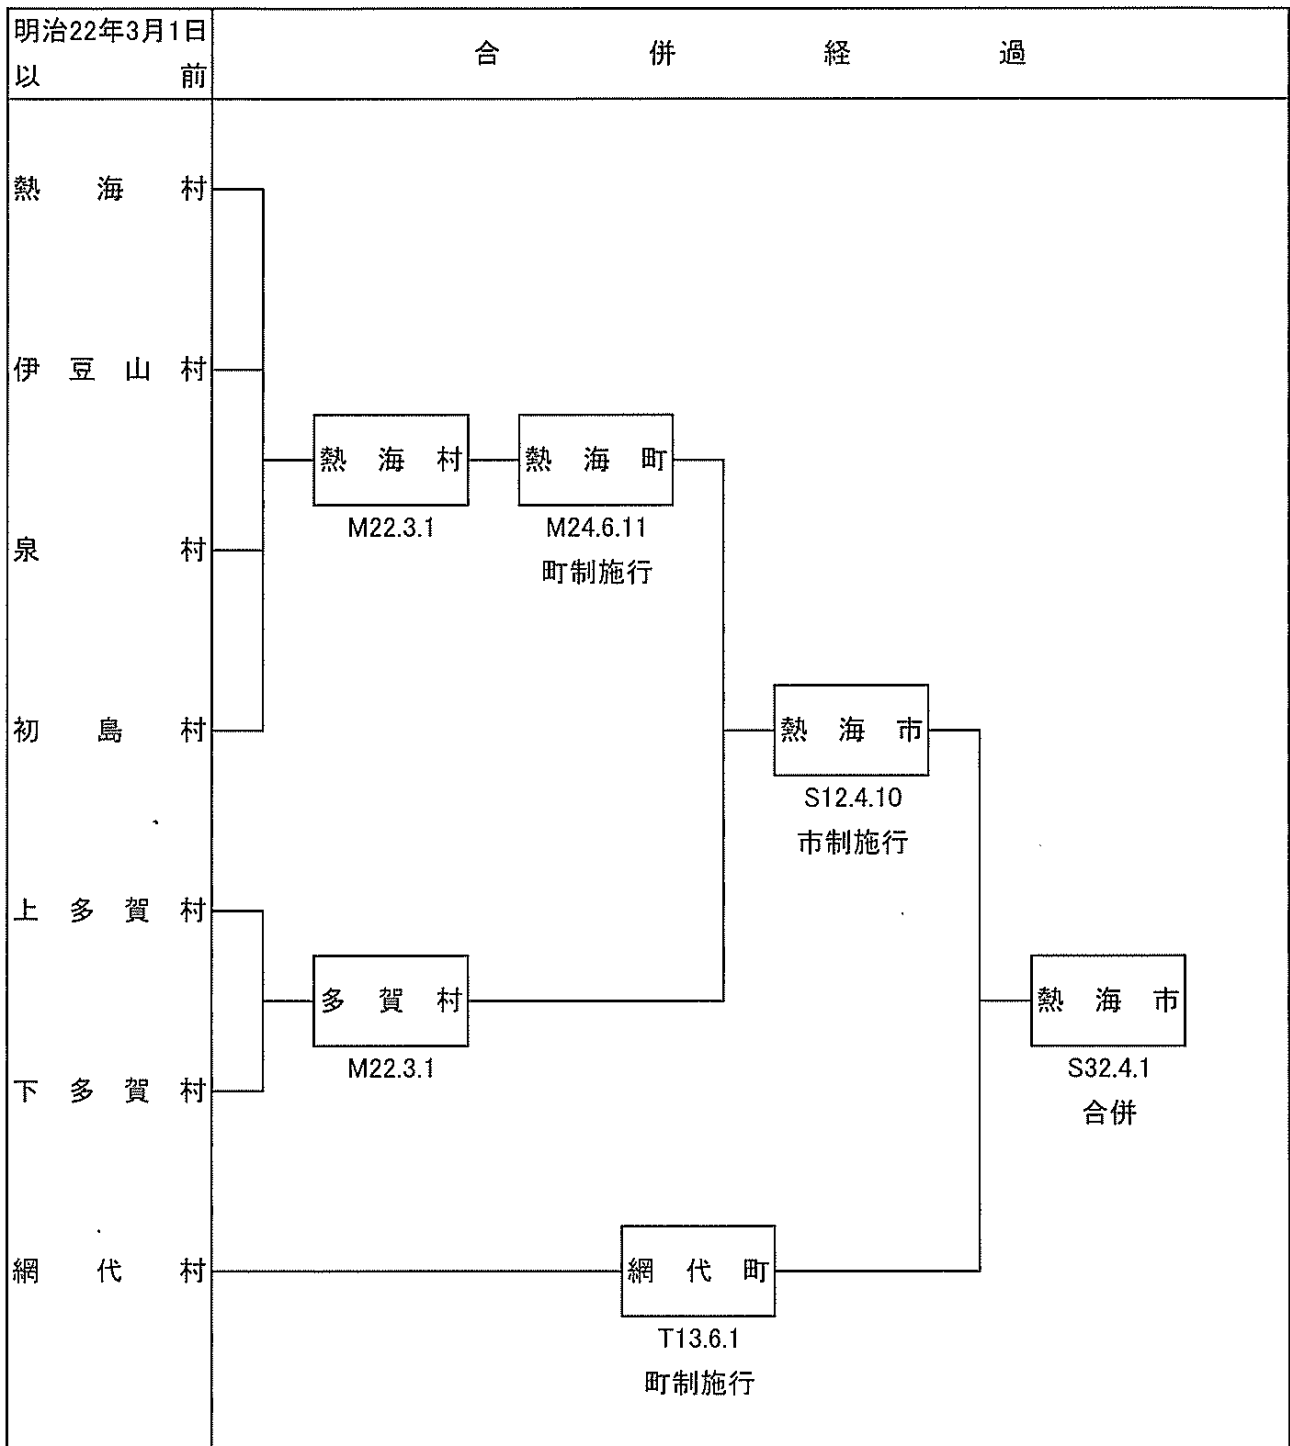 明治22年3月1日
以前
合併経過
熱海村
伊豆山村
熱海村
熱海町
M22.3.1
M24.6.11
泉村
町制施行
初島村
熱海市
S12.4.10
市制施行
上多賀村
多賀村
熱海市
M22.3.1
S32.4.1
下多賀村
合併
網代村
網代町
T13.6.1
町制施行